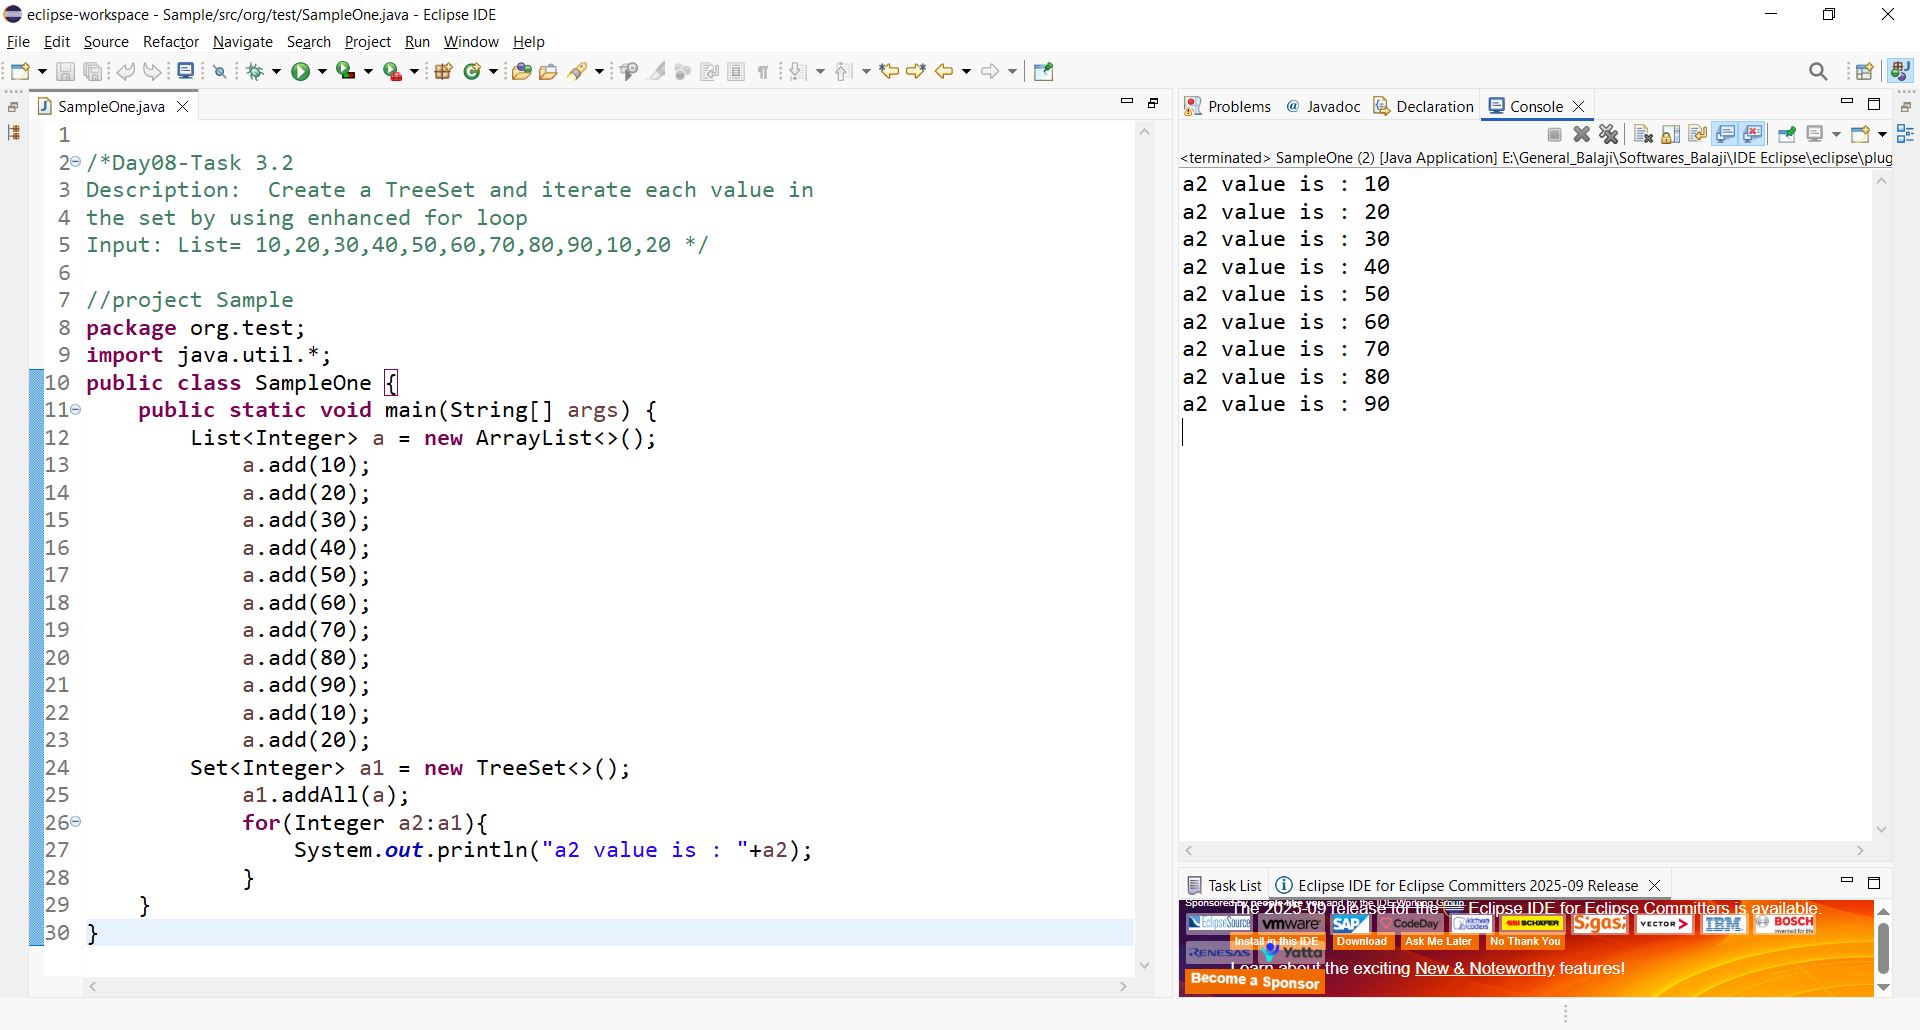 eclipse-workspace - Sample/src/org/test/SampleOne.java - Eclipse IDE
File Edit Source Refactor Navigate Search Project Run Window Help
SampleOne.java
1
2 /*Day08-Task 3.2
3 Description:  Create a TreeSet and iterate each value in
4 the set by using enhanced for loop
5 Input: List= 10,20,30,40,50,60,70,80,90,10,20 */
6
7 //project Sample
8 package org.test;
9 import java.util.*;
10 public class SampleOne {
11     public static void main(String[] args) {
12         List<Integer> a = new ArrayList<>();
13             a.add(10);
14             a.add(20);
15             a.add(30);
16             a.add(40);
17             a.add(50);
18             a.add(60);
19             a.add(70);
20             a.add(80);
21             a.add(90);
22             a.add(10);
23             a.add(20);
24         Set<Integer> a1 = new TreeSet<>();
25             a1.addAll(a);
26             for(Integer a2:a1){
27                 System.out.println("a2 value is : "+a2);
28             }
29     }
30 }
Problems @ Javadoc Declaration Console
<terminated> SampleOne (2) [Java Application] E:\General_Balaji\Softwares_Balaji\IDE Eclipse\eclipse\plug
a2 value is : 10
a2 value is : 20
a2 value is : 30
a2 value is : 40
a2 value is : 50
a2 value is : 60
a2 value is : 70
a2 value is : 80
a2 value is : 90
Task List Eclipse IDE for Eclipse Committers 2025-09 Release
Sponsored by people like you and by the IDE Working Group.
The 2025-09 release for the Eclipse IDE for Eclipse Committers is available.
EclipseSource vmware SAP CodeDay SCHAEFER Sigasi VECTOR IBM BOSCH
Invented for life
Install in this IDE Download Ask Me Later No Thank You
RENESAS Yatta
Learn about the exciting New & Noteworthy features!
Become a Sponsor